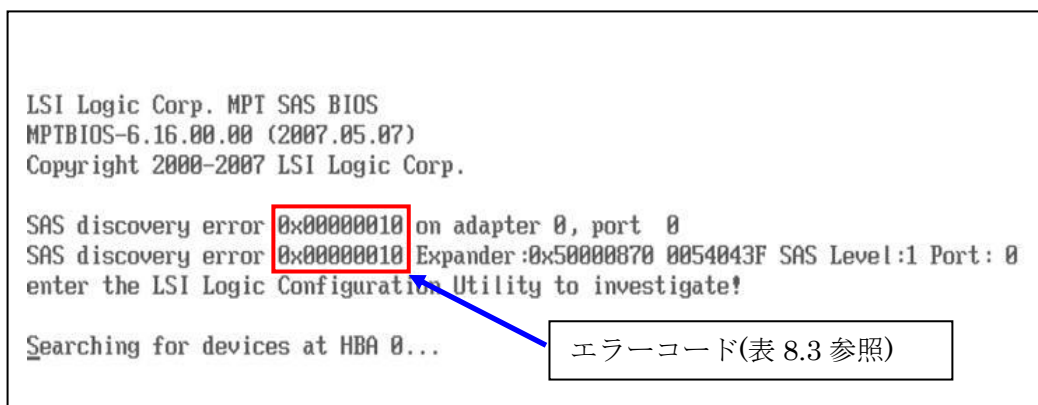 LSI Logic Corp. MPT SAS BIOS
MPTBIOS-6.16.00.00 (2007.05.07)
Copyright 2000-2007 LSI Logic Corp.
SAS discovery error 0x00000010 on adapter 0, port  0
SAS discovery error 0x00000010 Expander:0x50000870 0054043F SAS Level:1 Port: 0
enter the LSI Logic Configuration Utility to investigate!
Searching for devices at HBA 0...
エラーコード(表 8.3 参照)